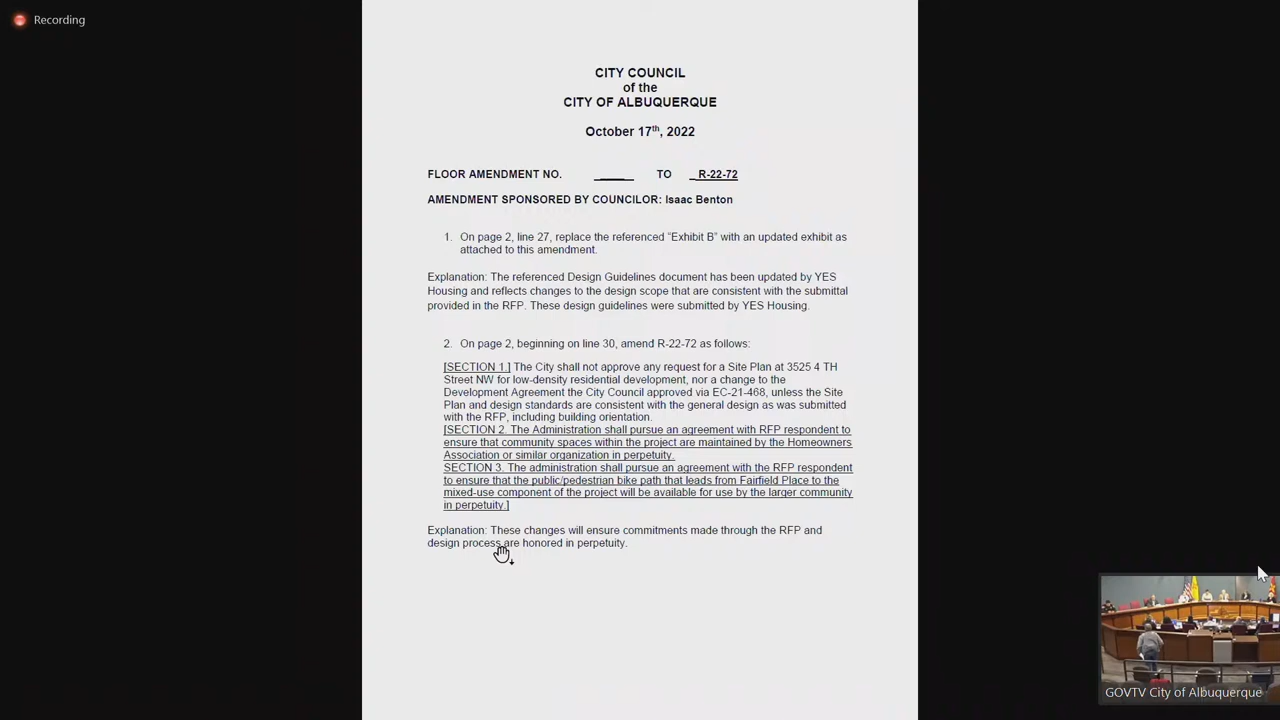 Recording
CITY COUNCIL
of the
CITY OF ALBUQUERQUE
October 17th, 2022
FLOOR AMENDMENT NO. ____ TO _R-22-72
AMENDMENT SPONSORED BY COUNCILOR: Isaac Benton
1. On page 2, line 27, replace the referenced “Exhibit B” with an updated exhibit as
attached to this amendment.
Explanation: The referenced Design Guidelines document has been updated by YES
Housing and reflects changes to the design scope that are consistent with the submittal
provided in the RFP. These design guidelines were submitted by YES Housing.
2. On page 2, beginning on line 30, amend R-22-72 as follows:
[SECTION 1.] The City shall not approve any request for a Site Plan at 3525 4 TH
Street NW for low-density residential development, nor a change to the
Development Agreement the City Council approved via EC-21-468, unless the Site
Plan and design standards are consistent with the general design as was submitted
with the RFP, including building orientation.
[SECTION 2. The Administration shall pursue an agreement with RFP respondent to
ensure that community spaces within the project are maintained by the Homeowners
Association or similar organization in perpetuity.
SECTION 3. The administration shall pursue an agreement with the RFP respondent
to ensure that the public/pedestrian bike path that leads from Fairfield Place to the
mixed-use component of the project will be available for use by the larger community
in perpetuity.]
Explanation: These changes will ensure commitments made through the RFP and
design process are honored in perpetuity.
GOVTV City of Albuquerque